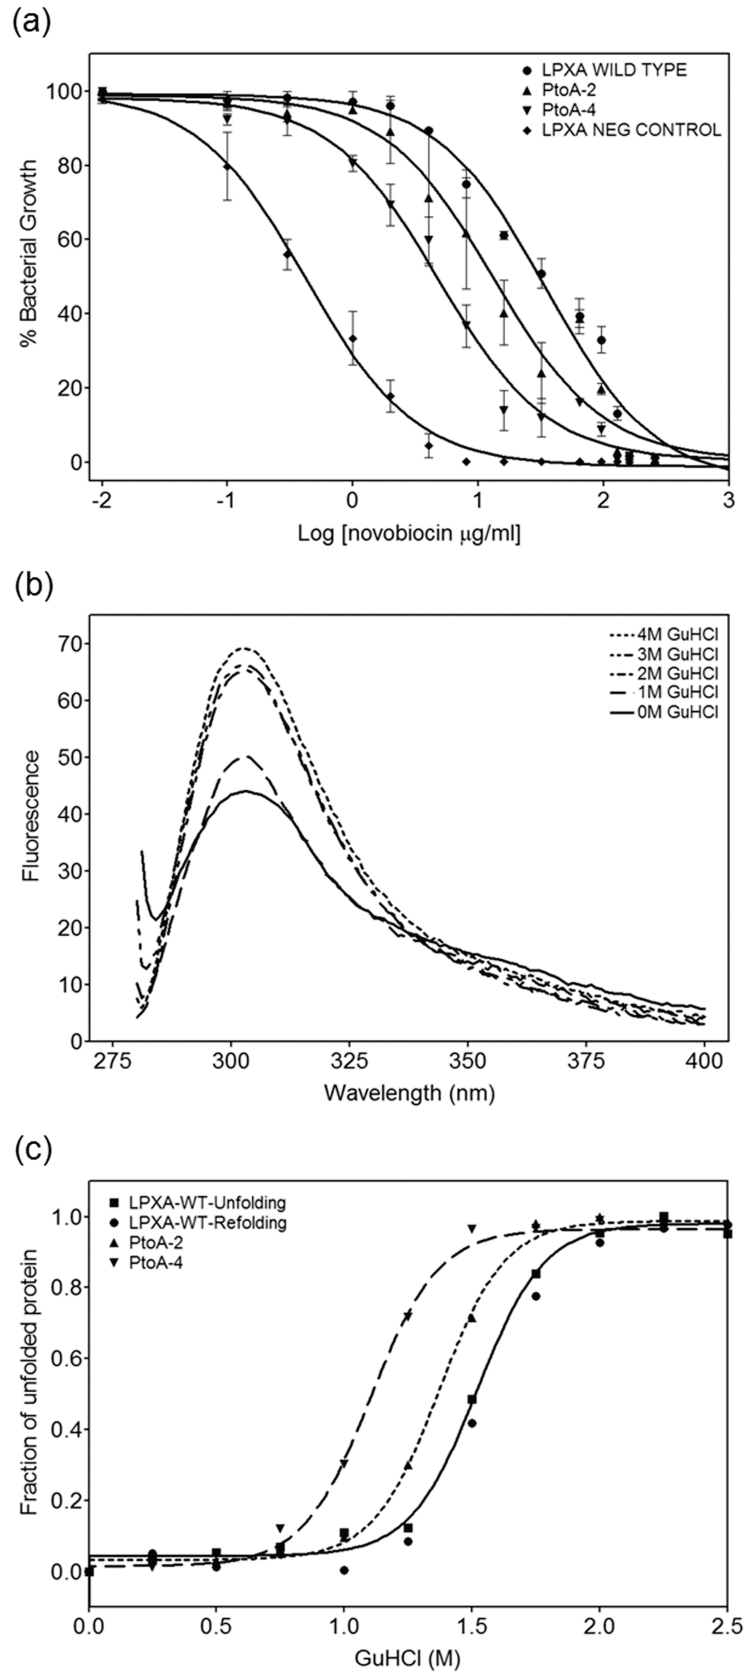 (a)
LPXA WILD TYPE
PtoA-2
PtoA-4
LPXA NEG CONTROL
100
80
60
40
20
0
% Bacterial Growth
-2
-1
0
1
2
3
Log [novobiocin μg/ml]
(b)
4M GuHCl
3M GuHCl
2M GuHCl
1M GuHCl
0M GuHCl
70
60
50
40
30
20
10
0
Fluorescence
275
300
325
350
375
400
Wavelength (nm)
(c)
LPXA-WT-Unfolding
LPXA-WT-Refolding
PtoA-2
PtoA-4
1.0
0.8
0.6
0.4
0.2
0.0
Fraction of unfolded protein
0.0
0.5
1.0
1.5
2.0
2.5
GuHCl (M)